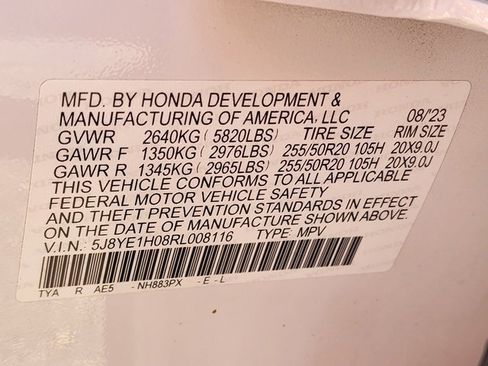 MFD. BY HONDA DEVELOPMENT &
MANUFACTURING OF AMERICA, LLC 08/'23
GVWR 2640KG (5820LBS) TIRE SIZE RIM SIZE
GAWR F 1350KG (2976LBS) 255/50R20 105H 20X9.0J
GAWR R 1345KG (2965LBS) 255/50R20 105H 20X9.0J
THIS VEHICLE CONFORMS TO ALL APPLICABLE
FEDERAL MOTOR VEHICLE SAFETY
AND THEFT PREVENTION STANDARDS IN EFFECT
ON THE DATE OF MANUFACTURE SHOWN ABOVE.
V.I.N.: 5J8YE1H08RL008116 TYPE: MPV
TYA R AE5 - NH883PX - E - L